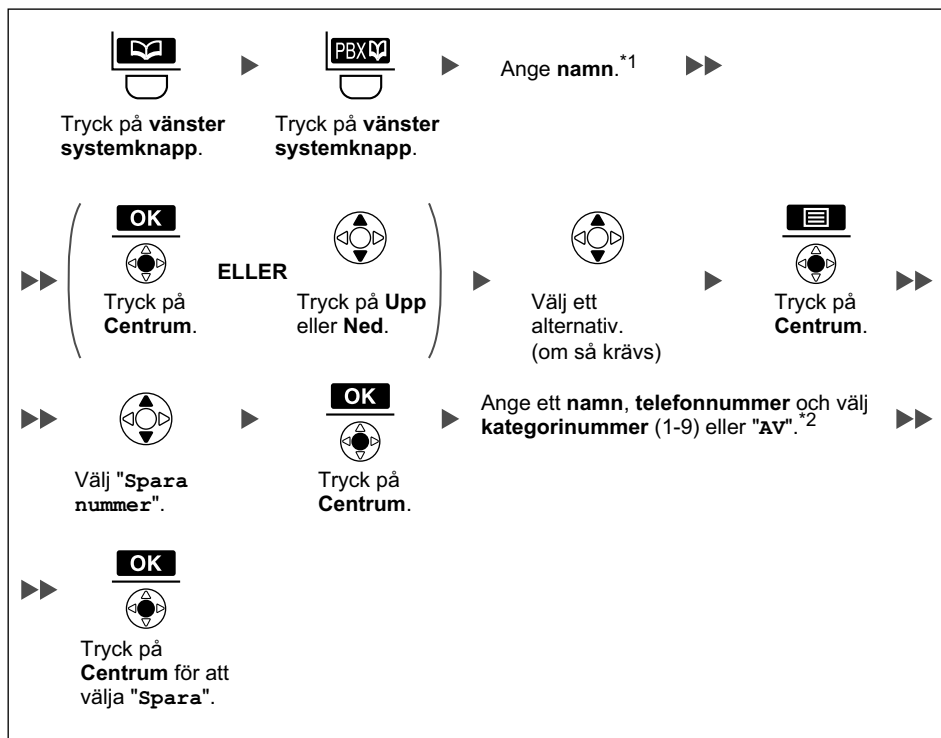 PBX
Ange namn.*1
Tryck på vänster
systemknapp.
Tryck på vänster
systemknapp.
OK
Tryck på
Centrum.
ELLER
Tryck på Upp
eller Ned.
Välj ett
alternativ.
(om så krävs)
Tryck på
Centrum.
Välj "Spara
nummer".
OK
Tryck på
Centrum.
Ange ett namn, telefonnummer och välj
kategorinummer (1-9) eller "AV".*2
OK
Tryck på
Centrum för att
välja "Spara".